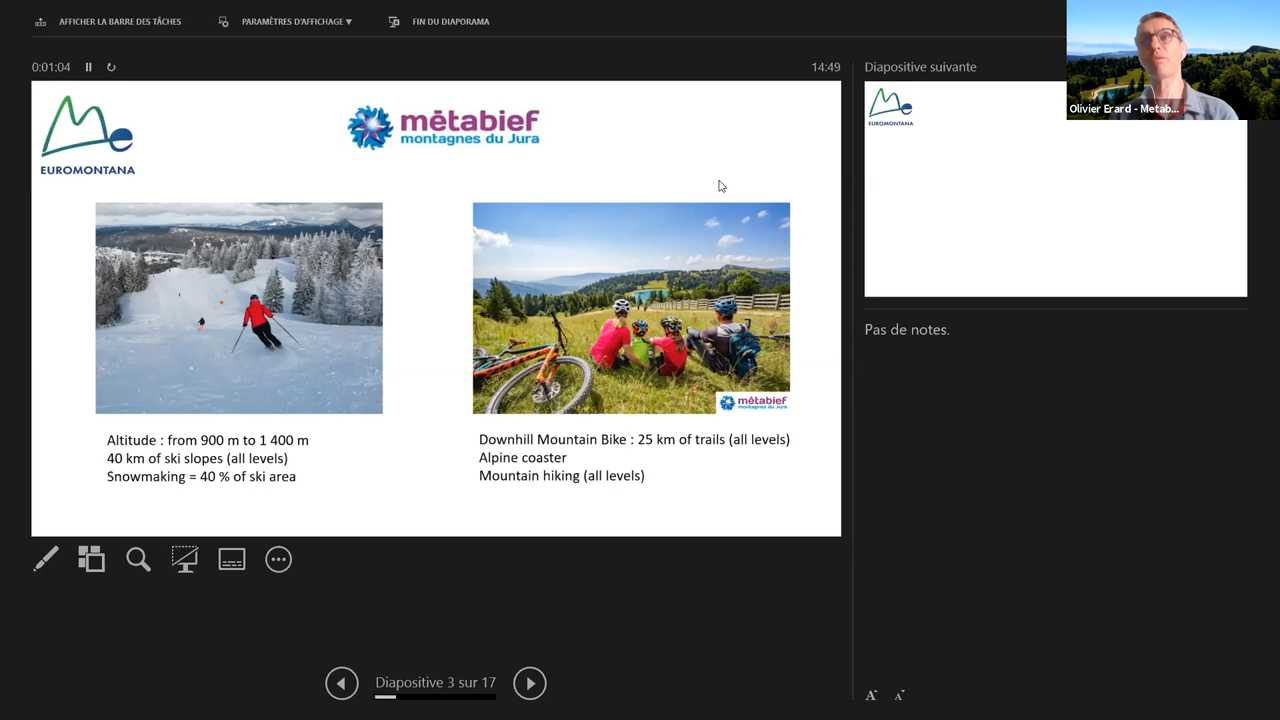 AFFICHER LA BARRE DES TÂCHES
PARAMÈTRES D'AFFICHAGE ▼
FIN DU DIAPORAMA
0:01:04
14:49
EUROMONTANA
métabief
montagnes du Jura
métabief
montagnes du Jura
Altitude : from 900 m to 1 400 m
40 km of ski slopes (all levels)
Snowmaking = 40 % of ski area
Downhill Mountain Bike : 25 km of trails (all levels)
Alpine coaster
Mountain hiking (all levels)
Diapositive 3 sur 17
Diapositive suivante
EUROMONTANA
Pas de notes.
Olivier Erard - Metab...
A A